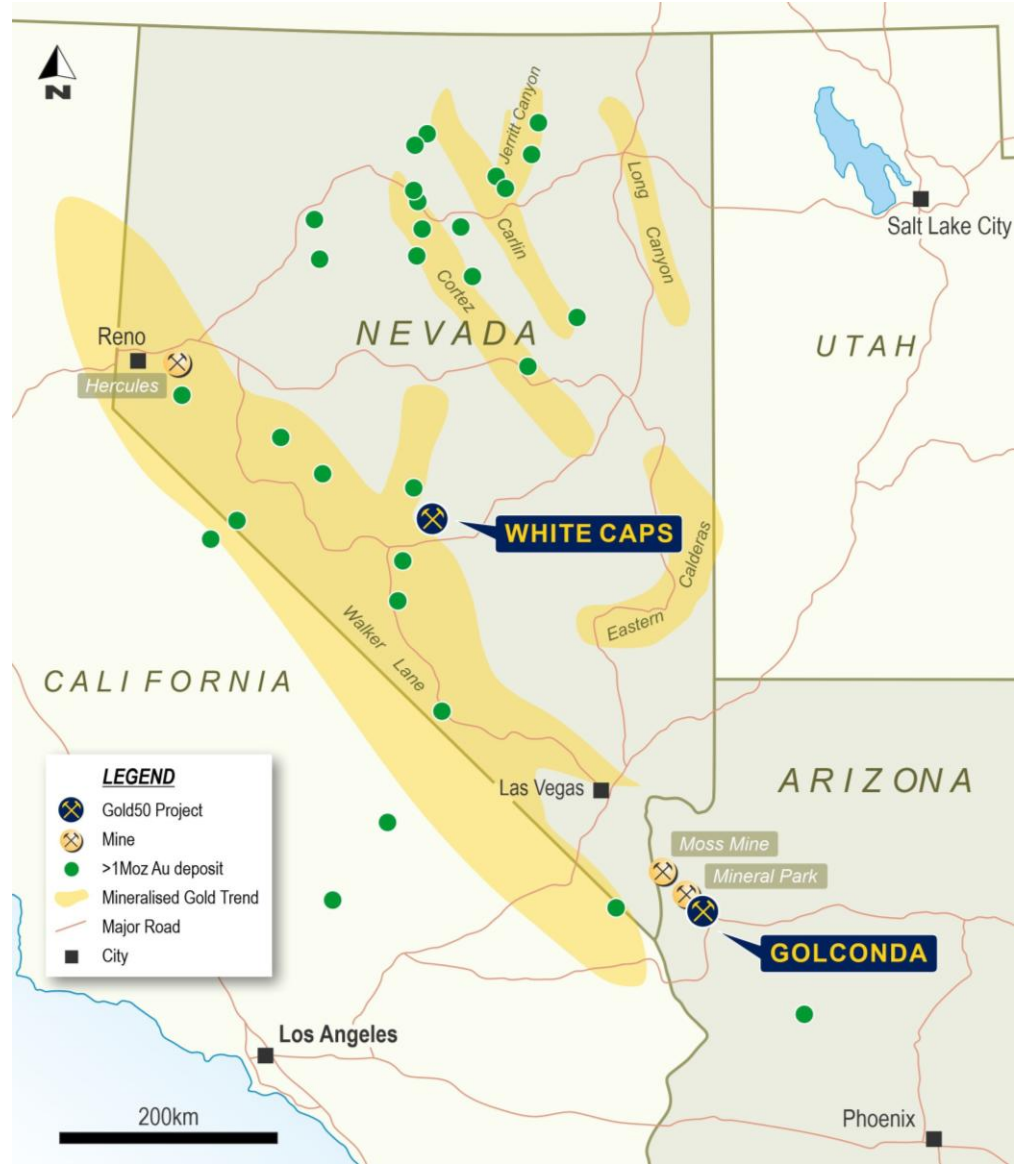 N
Jerritt Canyon
Long
Canyon
Carlin
Cortez
Salt Lake City
NEVADA
UTAH
Reno
Hercules
WHITE CAPS
Eastern
Calderas
Walker
Lane
CALIFORNIA
LEGEND
Gold50 Project
Mine
>1Moz Au deposit
Mineralised Gold Trend
Major Road
City
Las Vegas
ARIZONA
Moss Mine
Mineral Park
GOLCONDA
Los Angeles
200km
Phoenix